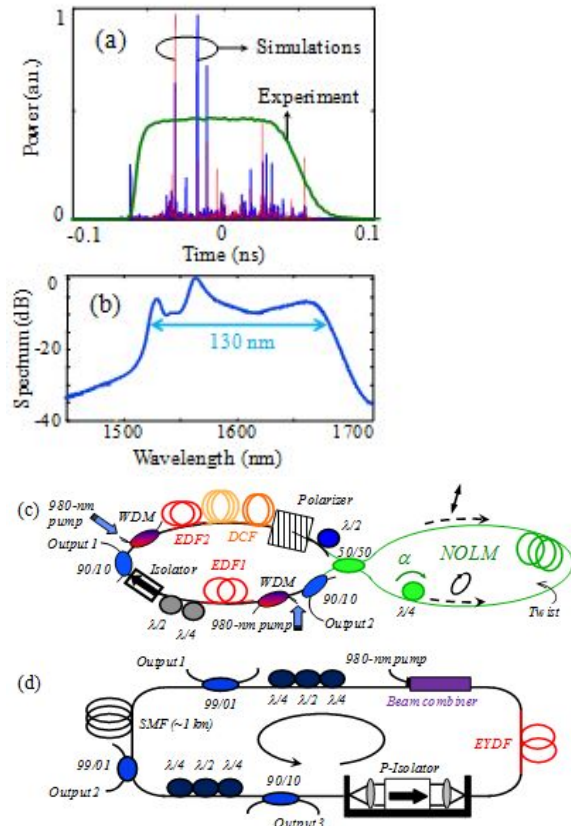 (a)
Simulations
Experiment
Power (a.u.)
1
0
-0.1 0 0.1
Time (ns)
(b)
130 nm
Spectrum (dB)
0
-20
-40
1500 1600 1700
Wavelength (nm)
(c)
980-nm pump
WDM
EDF2
DCF
Polarizer
λ/2
Output 1
90/10
Isolator
EDF1
λ/2
λ/4
WDM
980-nm pump
90/10
Output 2
50/50
α
NOLM
λ/4
Twist
(d)
Output 1
99/01
λ/4 λ/2 λ/4
980-nm pump
Beam combiner
SMF (~1 km)
EYDF
99/01
Output 2
λ/4 λ/2 λ/4
90/10
Output 3
P-Isolator